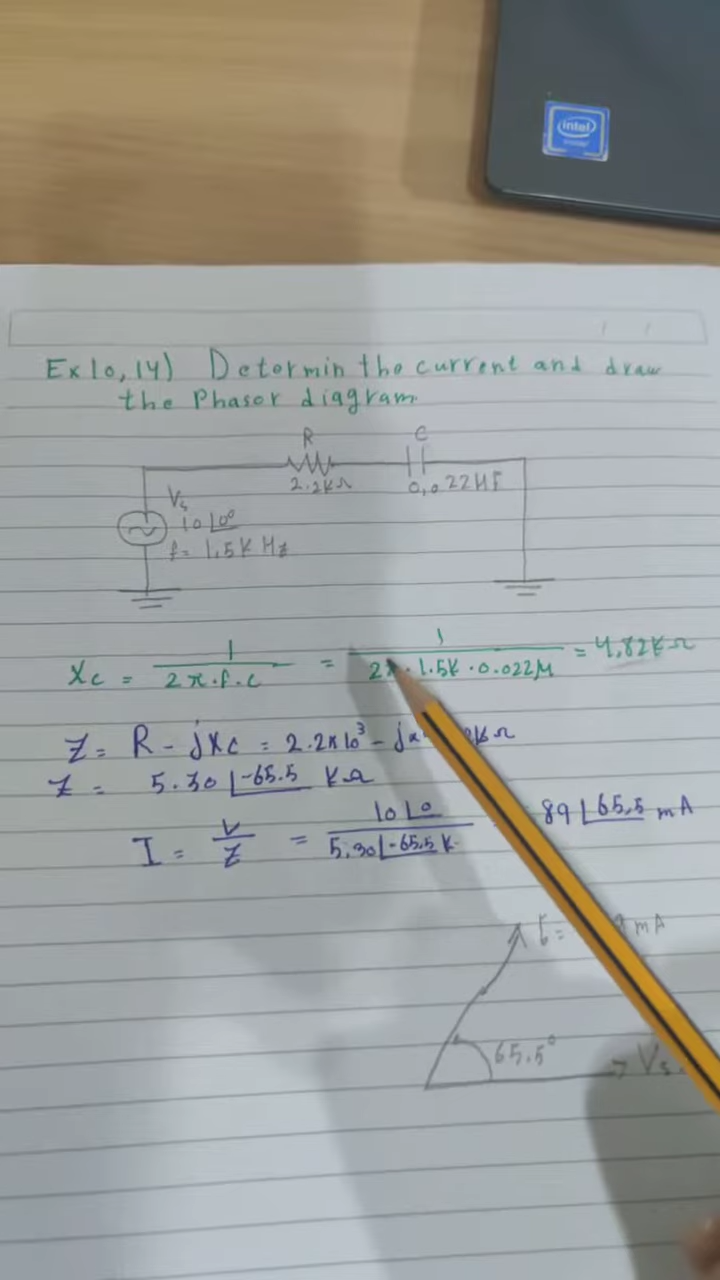 intel
Ex10,14) Determin the current and draw
the Phasor diagram
R
C
2.2KΩ
0,022μF
Vs
10∠0°
f= 1.5K Hz
Xc = 1 / 2π.f.c = 1 / 2π.1.5K.0.022μ = 4.82KΩ
Z = R - jXc = 2.2x10³ - j
Z = 5.30∠-65.5 KΩ
I = V/Z = 10∠0 / 5.30∠-65.5 K 89∠65,5 mA
mA
65.5°
Vs